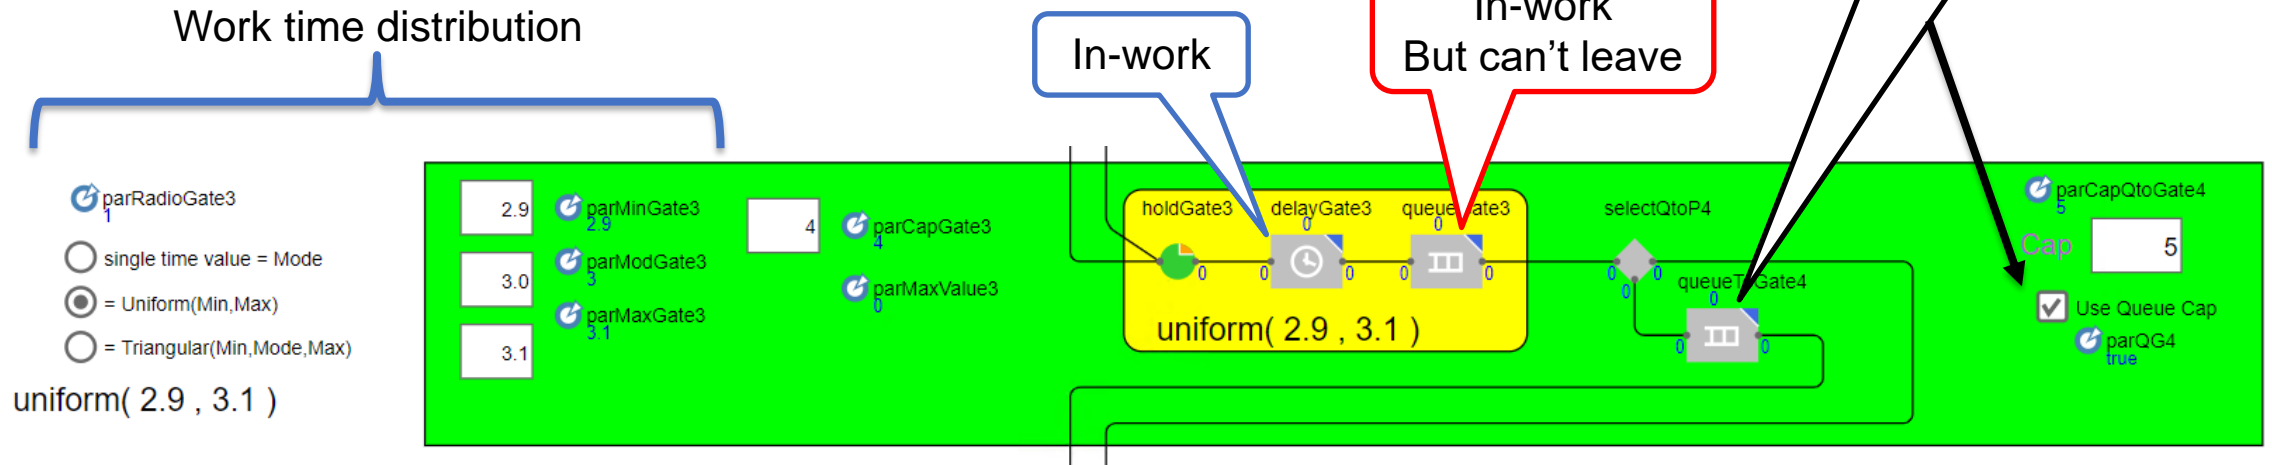 Work time distribution
In-work
In-work
But can't leave
parRadioGate3
1
single time value = Mode
= Uniform(Min,Max)
= Triangular(Min,Mode,Max)
uniform( 2.9 , 3.1 )
2.9
parMinGate3
2.9
3.0
parModGate3
3
3.1
parMaxGate3
3.1
4
parCapGate3
4
parMaxValue3
0
holdGate3
delayGate3
0
0
0
0
0
0
0
uniform( 2.9 , 3.1 )
selectQtoP4
0
0
0
0
0
0
parCapQtoGate4
5
Cap
5
Use Queue Cap
parQG4
true